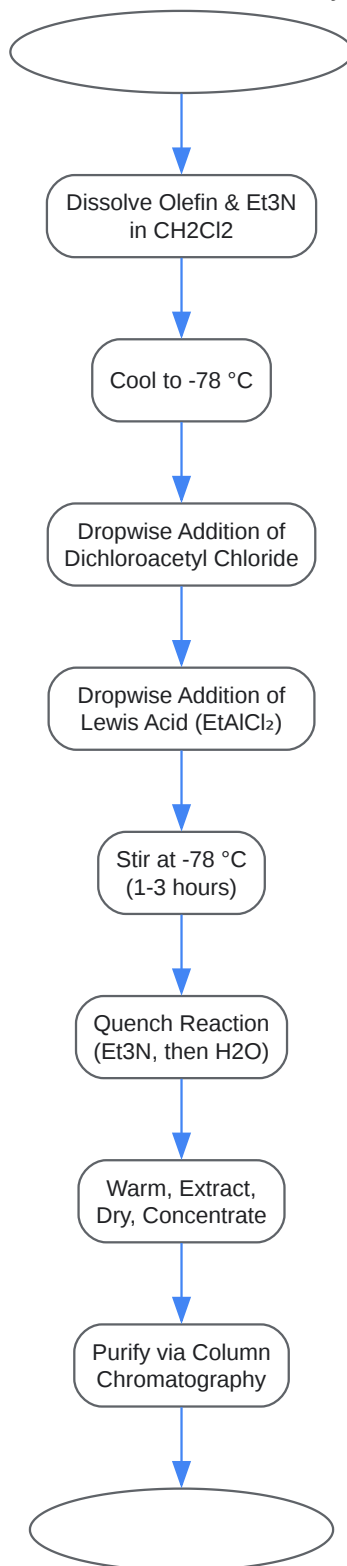 Dissolve Olefin & Et3N
in CH2Cl2
Cool to -78 °C
Dropwise Addition of
Dichloroacetyl Chloride
Dropwise Addition of
Lewis Acid (EtAlCl₂)
Stir at -78 °C
(1-3 hours)
Quench Reaction
(Et3N, then H2O)
Warm, Extract,
Dry, Concentrate
Purify via Column
Chromatography